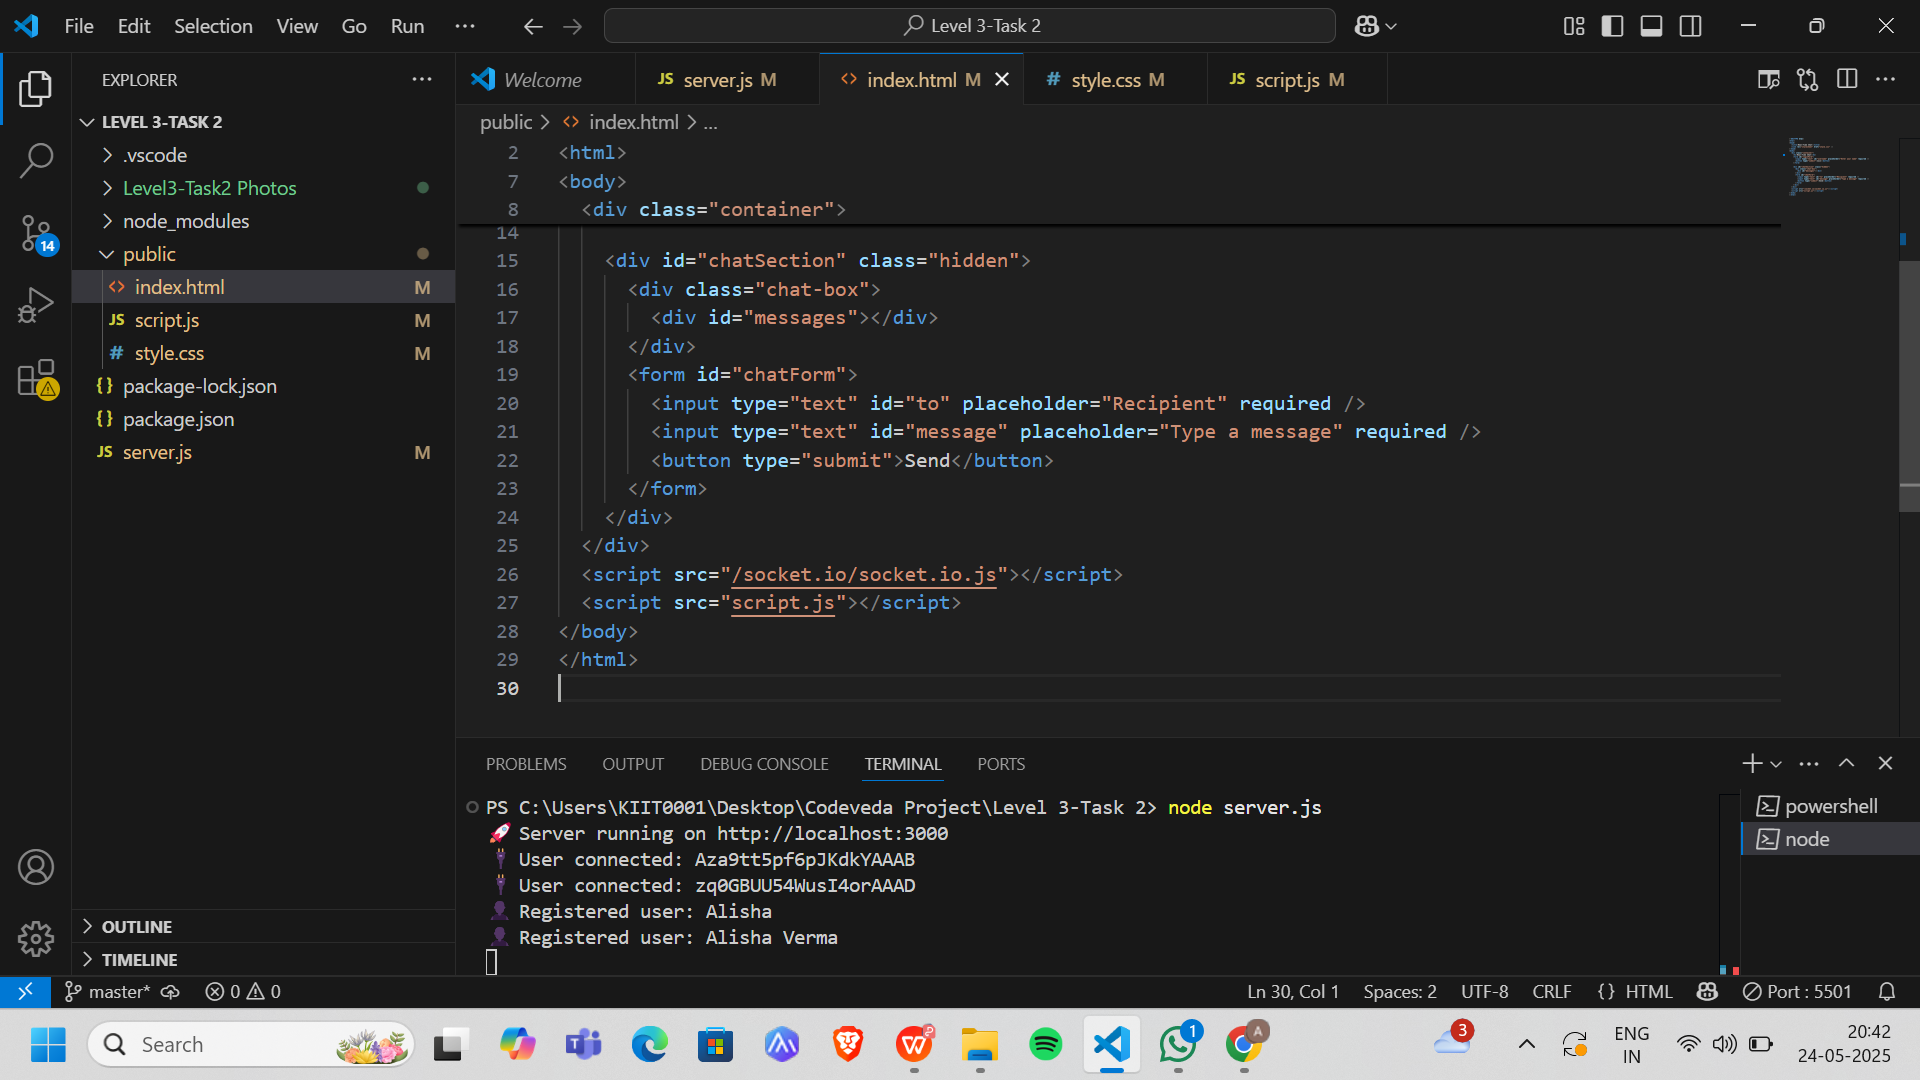 File Edit Selection View Go Run ...
Level 3-Task 2
EXPLORER
LEVEL 3-TASK 2
.vscode
Level3-Task2 Photos
node_modules
public
index.html M
JS script.js M
# style.css M
{} package-lock.json
{} package.json
JS server.js M
OUTLINE
TIMELINE
14
Welcome
JS server.js M
<> index.html M
# style.css M
JS script.js M
public > <> index.html > ...
2 <html>
7 <body>
8 <div class="container">
14
15 <div id="chatSection" class="hidden">
16 <div class="chat-box">
17 <div id="messages"></div>
18 </div>
19 <form id="chatForm">
20 <input type="text" id="to" placeholder="Recipient" required />
21 <input type="text" id="message" placeholder="Type a message" required />
22 <button type="submit">Send</button>
23 </form>
24 </div>
25 </div>
26 <script src="/socket.io/socket.io.js"></script>
27 <script src="script.js"></script>
28 </body>
29 </html>
30
PROBLEMS OUTPUT DEBUG CONSOLE TERMINAL PORTS
PS C:\Users\KIIT0001\Desktop\Codeveda Project\Level 3-Task 2> node server.js
🚀 Server running on http://localhost:3000
User connected: Aza9tt5pf6pJKdkYAAAB
User connected: zq0GBUU54WusI4orAAAD
Registered user: Alisha
Registered user: Alisha Verma
powershell
node
master* 0 0
Ln 30, Col 1 Spaces: 2 UTF-8 CRLF {} HTML Port : 5501
Search
1
A
3
ENG
IN
20:42
24-05-2025